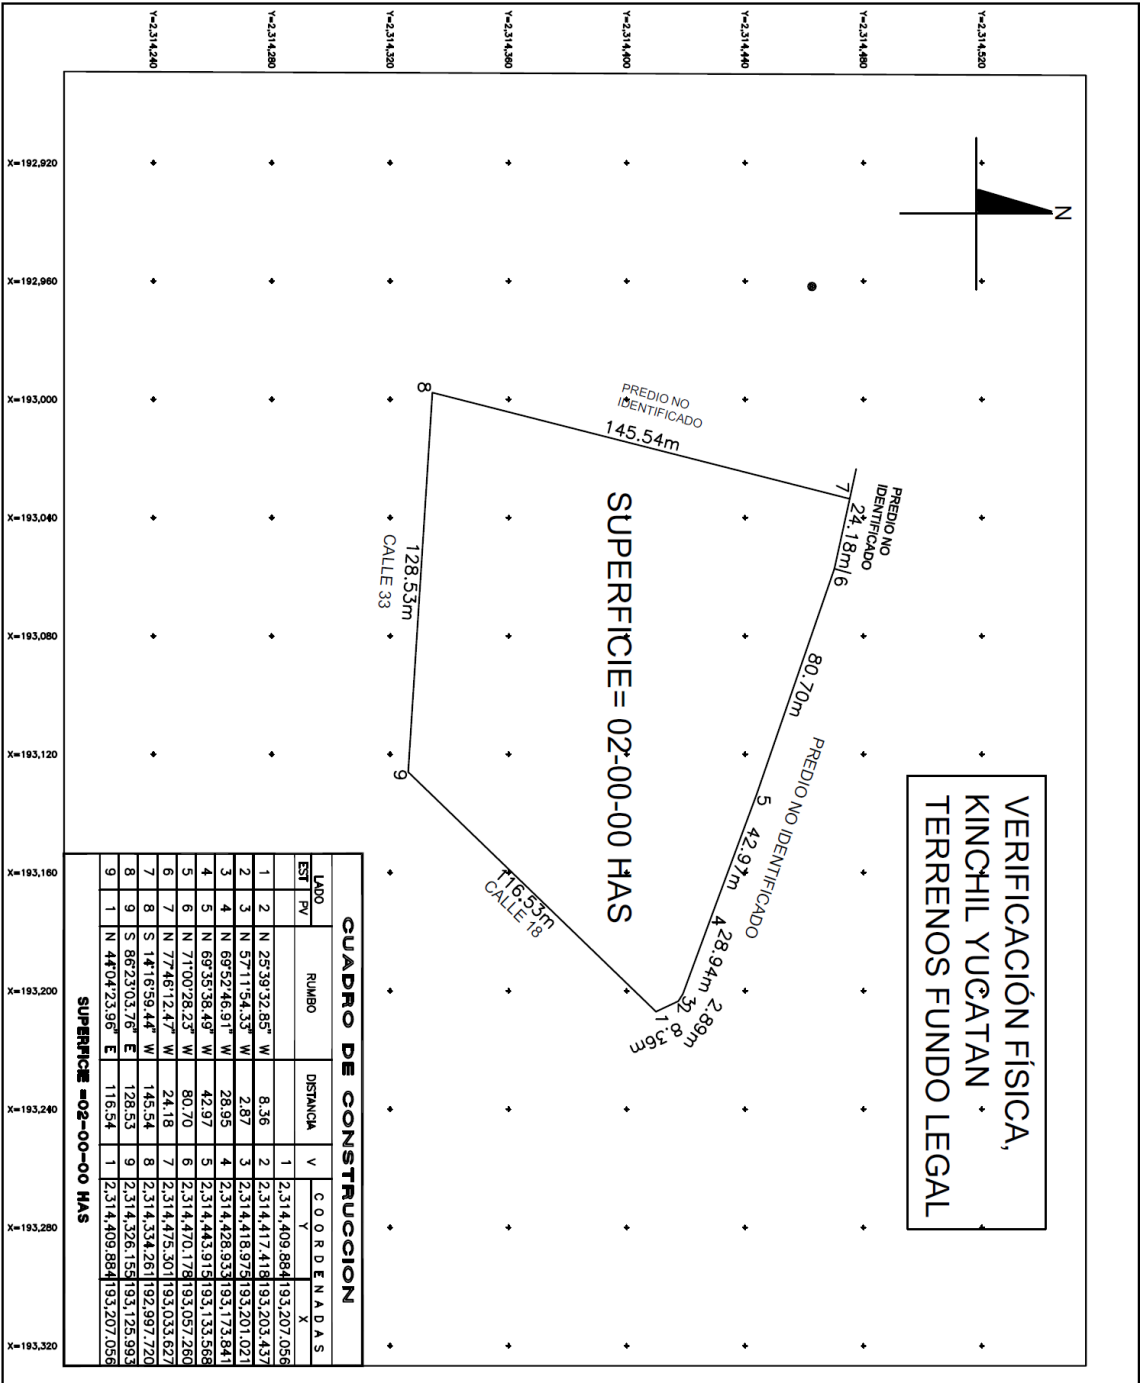 VERIFICACIÓN FÍSICA,
KINCHIL YUCATAN
TERRENOS FUNDO LEGAL
N
Y=2,314,520
Y=2,314,480
Y=2,314,440
Y=2,314,400
Y=2,314,360
Y=2,314,320
Y=2,314,280
Y=2,314,240
X=192,920
X=192,960
X=193,000
X=193,040
X=193,080
X=193,120
X=193,160
X=193,200
X=193,240
X=193,280
X=193,320
PREDIO NO
IDENTIFICADO
7
24.18m
6
80.70m
PREDIO NO IDENTIFICADO
5
42.97m
4
28.94m
3
2.89m
2
8.36m
1
PREDIO NO
IDENTIFICADO
145.54m
SUPERFICIE= 02-00-00 HAS
8
128.53m
CALLE 33
9
116.53m
CALLE 18
CUADRO DE CONSTRUCCION
LADO RUMBO DISTANCIA V COORDENADAS
EST PV Y X
1 2,314,409.884 193,207.056
1 2 N 25°39'32.85" W 8.36 2 2,314,417.418 193,203.437
2 3 N 57°11'54.33" W 2.87 3 2,314,418.975 193,201.021
3 4 N 69°52'46.91" W 28.95 4 2,314,428.933 193,173.841
4 5 N 69°35'38.49" W 42.97 5 2,314,443.915 193,133.568
5 6 N 71°00'28.23" W 80.70 6 2,314,470.178 193,057.260
6 7 N 77°46'12.47" W 24.18 7 2,314,475.301 193,033.627
7 8 S 14°16'59.44" W 145.54 8 2,314,334.261 192,997.720
8 9 S 86°23'03.76" E 128.53 9 2,314,326.155 193,125.993
9 1 N 44°04'23.96" E 116.54 1 2,314,409.884 193,207.056
SUPERFICIE =02-00-00 HAS